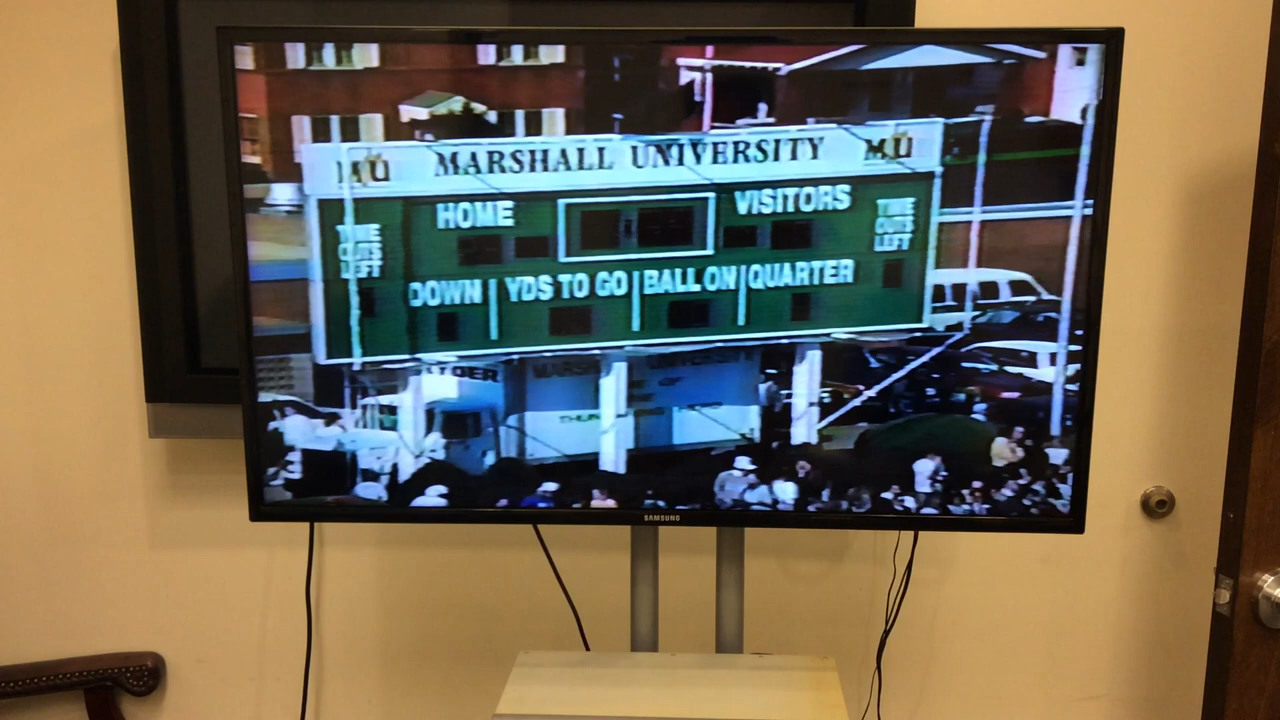 MU MARSHALL UNIVERSITY MU
HOME VISITORS
TIME OUTS LEFT
TIME OUTS LEFT
DOWN YDS TO GO BALL ON QUARTER
SAMSUNG